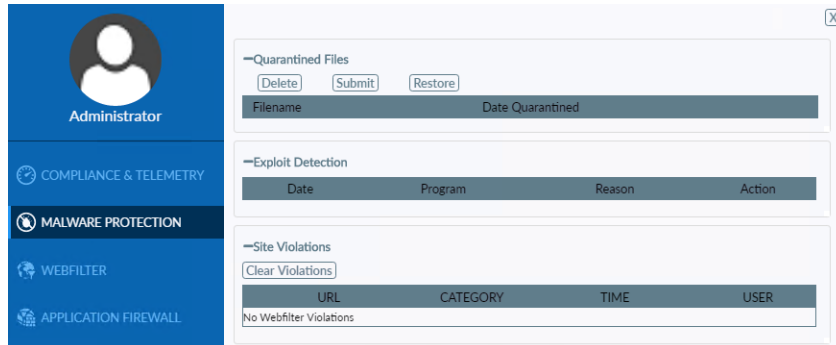 X
Administrator
COMPLIANCE & TELEMETRY
MALWARE PROTECTION
WEBFILTER
APPLICATION FIREWALL
Quarantined Files
Delete Submit Restore
Filename Date Quarantined
Exploit Detection
Date Program Reason Action
Site Violations
Clear Violations
URL CATEGORY TIME USER
No Webfilter Violations